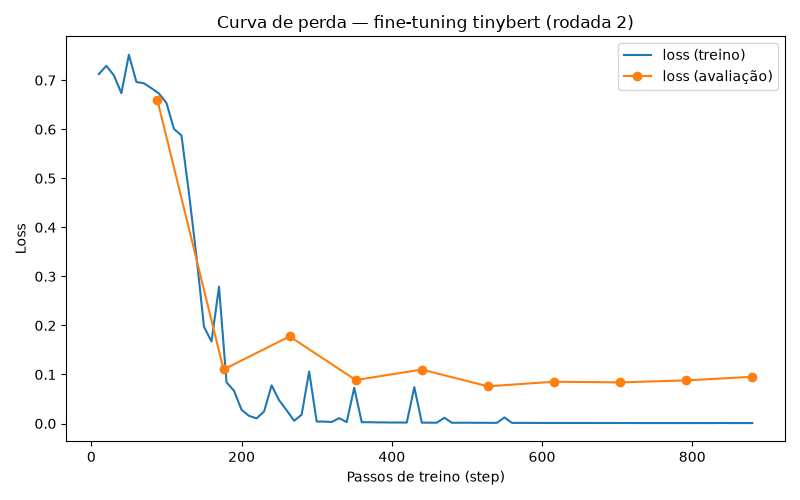 Curva de perda — fine-tuning tinybert (rodada 2)
loss (treino)
loss (avaliação)
Loss
0.7
0.6
0.5
0.4
0.3
0.2
0.1
0.0
0 200 400 600 800
Passos de treino (step)